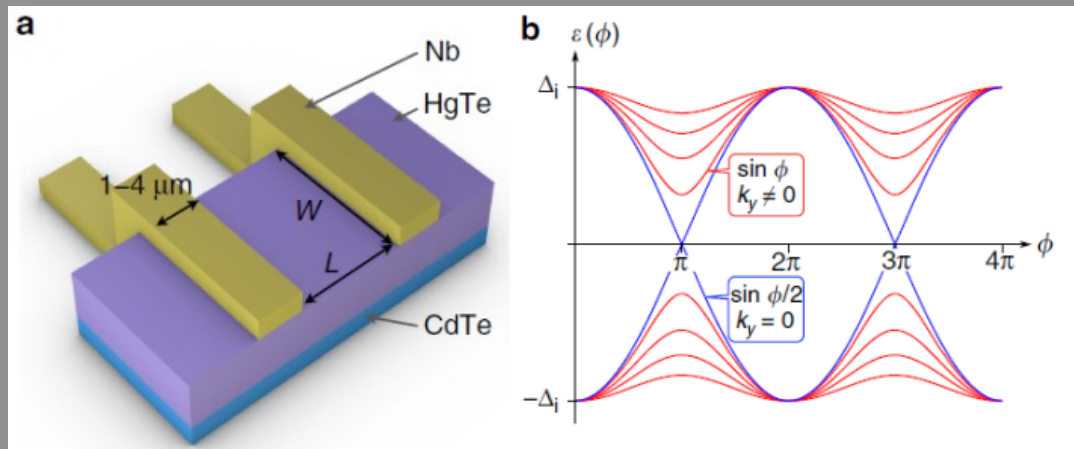 a
Nb
HgTe
1–4 μm
W
L
CdTe
b
ε(ϕ)
Δi
sin ϕ
ky ≠ 0
ϕ
π
2π
3π
4π
sin ϕ/2
ky = 0
−Δi